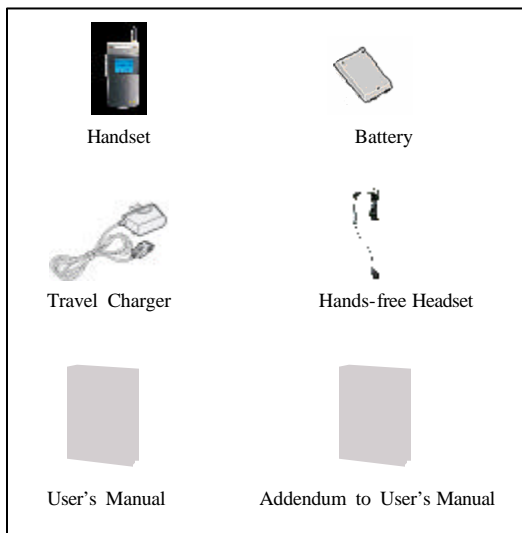 Handset
Battery
Travel Charger
Hands-free Headset
User's Manual
Addendum to User's Manual